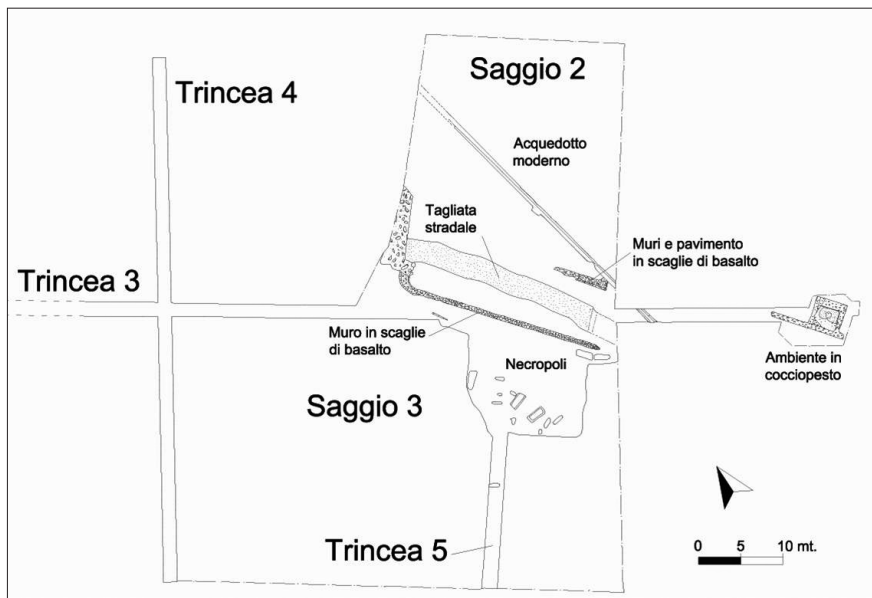 Saggio 2
Trincea 4
Acquedotto
moderno
Tagliata
stradale
Muri e pavimento
in scaglie di basalto
Trincea 3
Muro in scaglie
di basalto
Necropoli
Ambiente in
cocciopesto
Saggio 3
Trincea 5
0 5 10 mt.